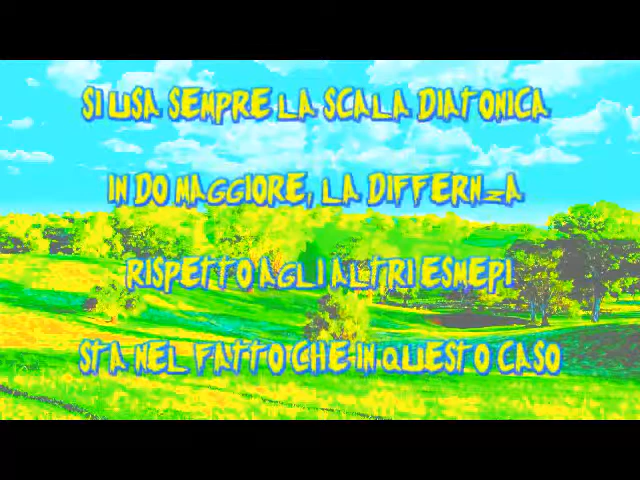 SI USA SEMPRE LA SCALA DIATONICA
IN DO MAGGIORE, LA DIFFERNZA
RISPETTO AGLI ALTRI ESMEPI
STA NEL FATTO CHE IN QUESTO CASO